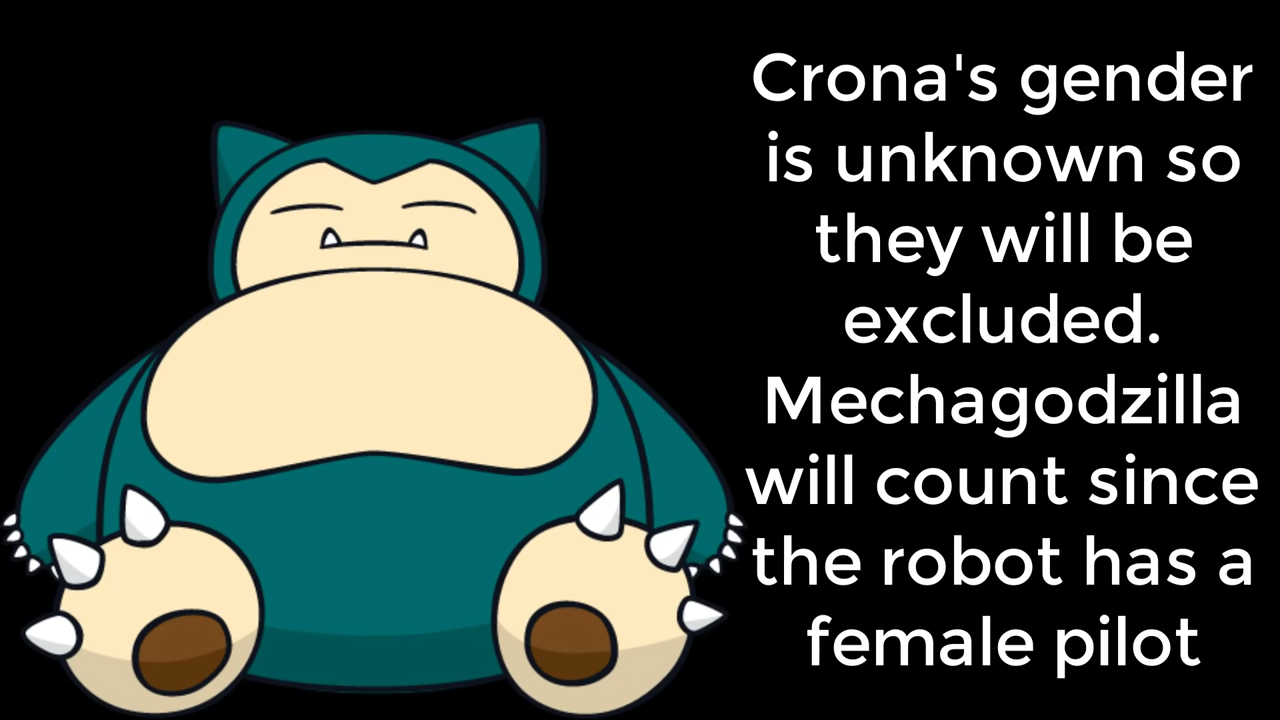 Crona's gender
is unknown so
they will be
excluded.
Mechagodzilla
will count since
the robot has a
female pilot